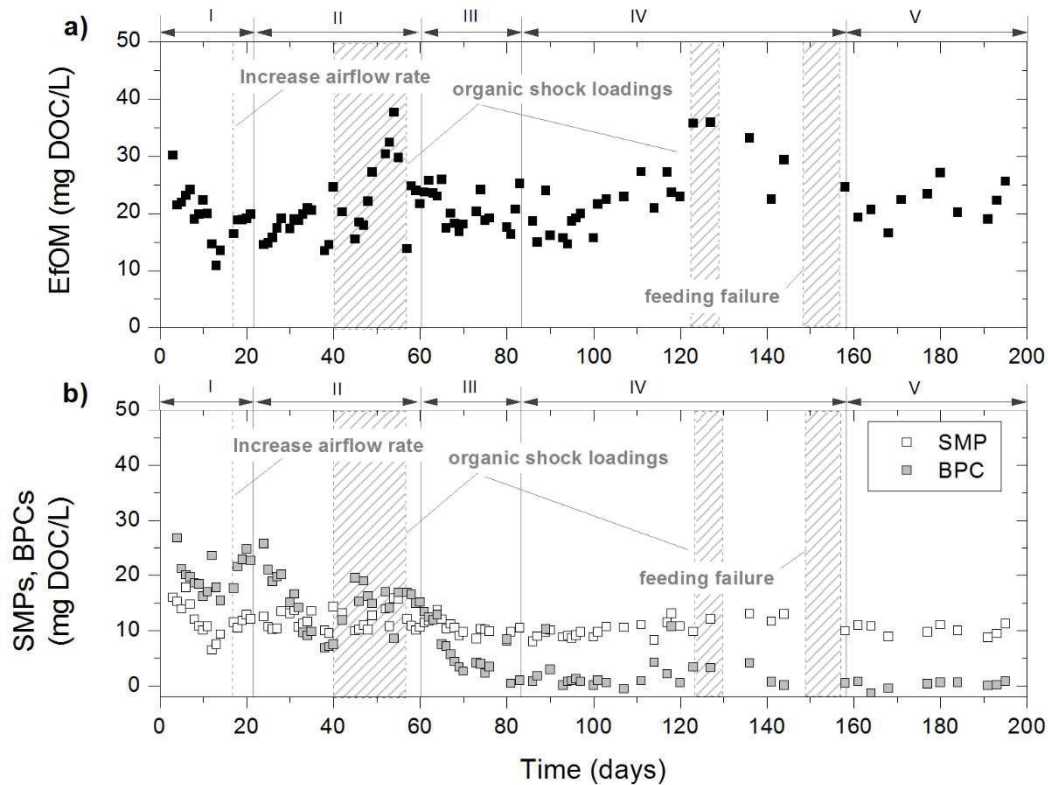 I II III IV V
a)
50
40
30
20
10
0
EfOM (mg DOC/L)
Increase airflow rate
organic shock loadings
feeding failure
0 20 40 60 80 100 120 140 160 180 200
I II III IV V
b)
50
40
30
20
10
0
SMPs, BPCs
(mg DOC/L)
Increase airflow rate
organic shock loadings
feeding failure
SMP
BPC
0 20 40 60 80 100 120 140 160 180 200
Time (days)